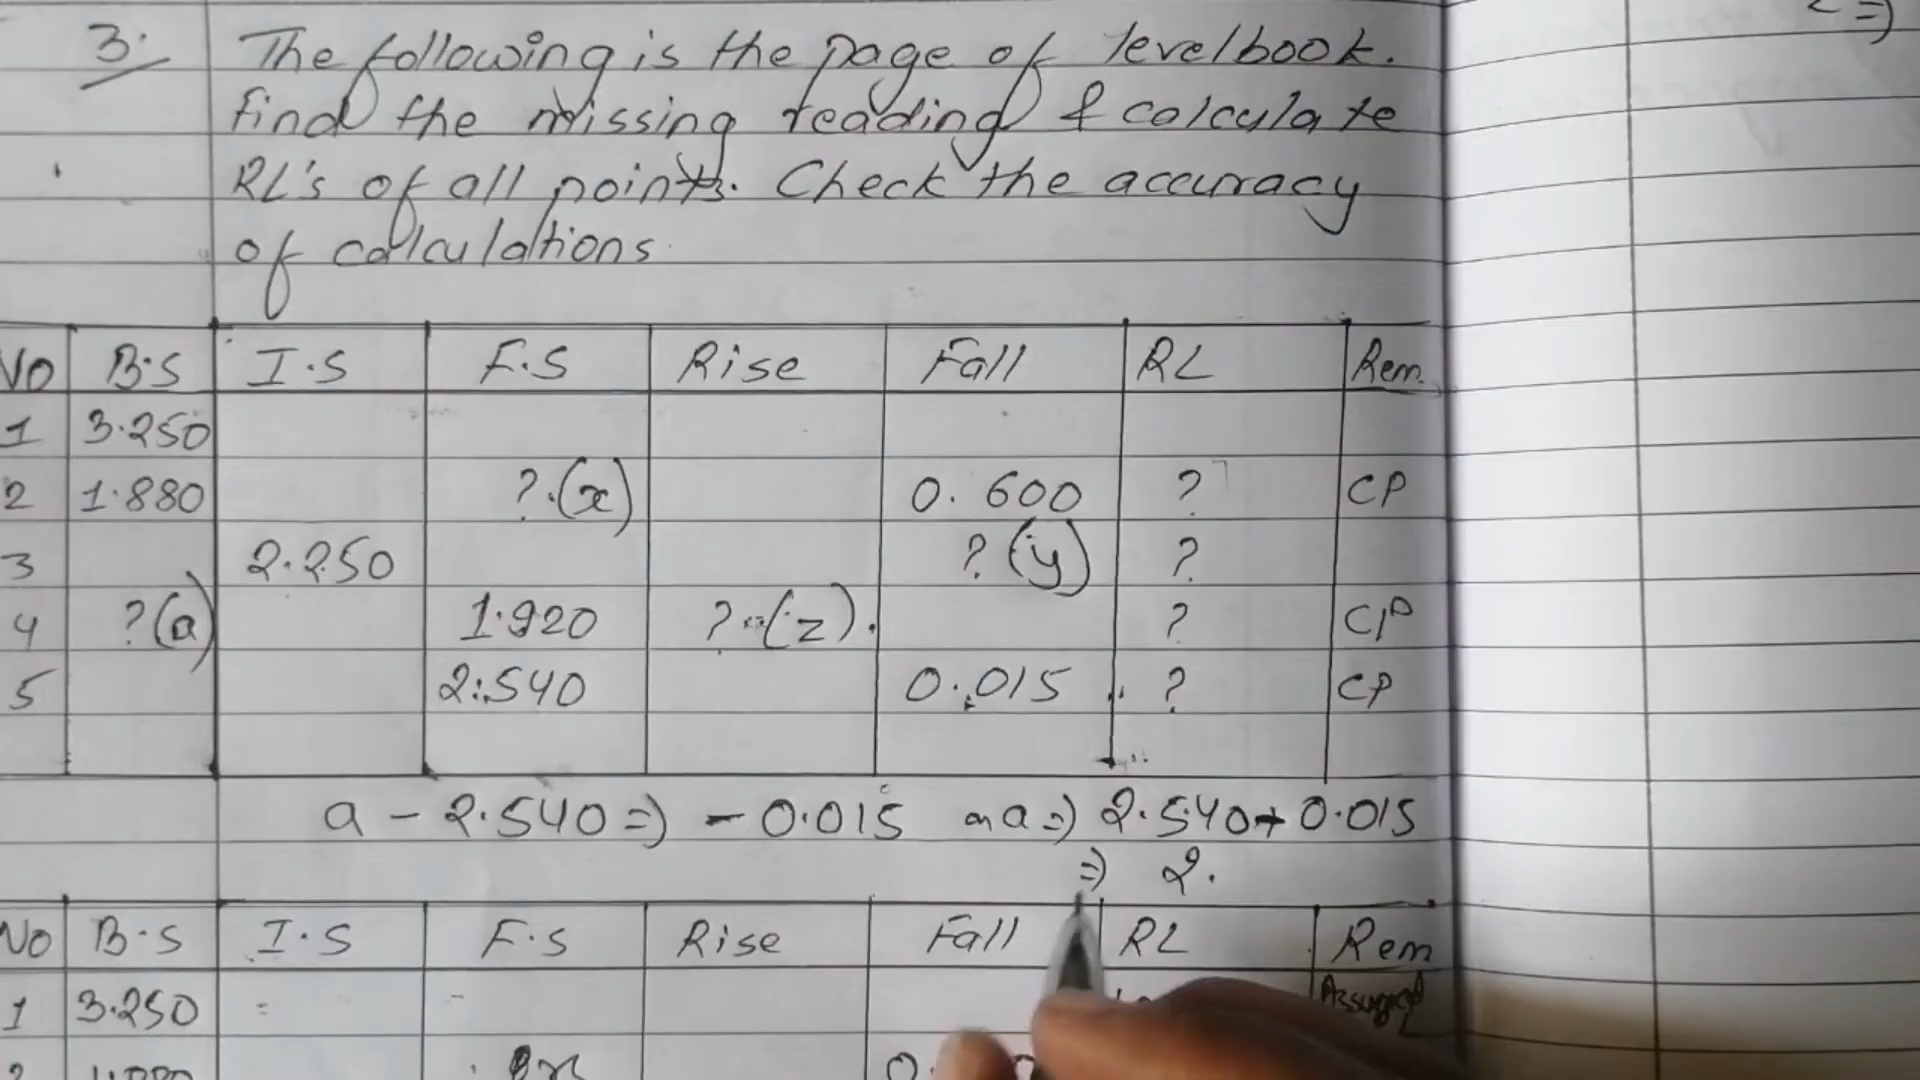 3. The following is the page of levelbook.
find the missing reading & calculate
RL's of all points. Check the accuracy
of calculations
No B.S I.S F.S Rise Fall RL Rem.
1 3.250
2 1.880 ?.(x) 0.600 ? CP
3 2.250 ? (y) ?
4 ?(a) 1.920 ? (z). ? CP
5 2.540 0.015 ? CP
a - 2.540 => - 0.015 a => 2.540 + 0.015
=> 2.
No B.S I.S F.S Rise Fall RL Rem
1 3.250 Assumed
2